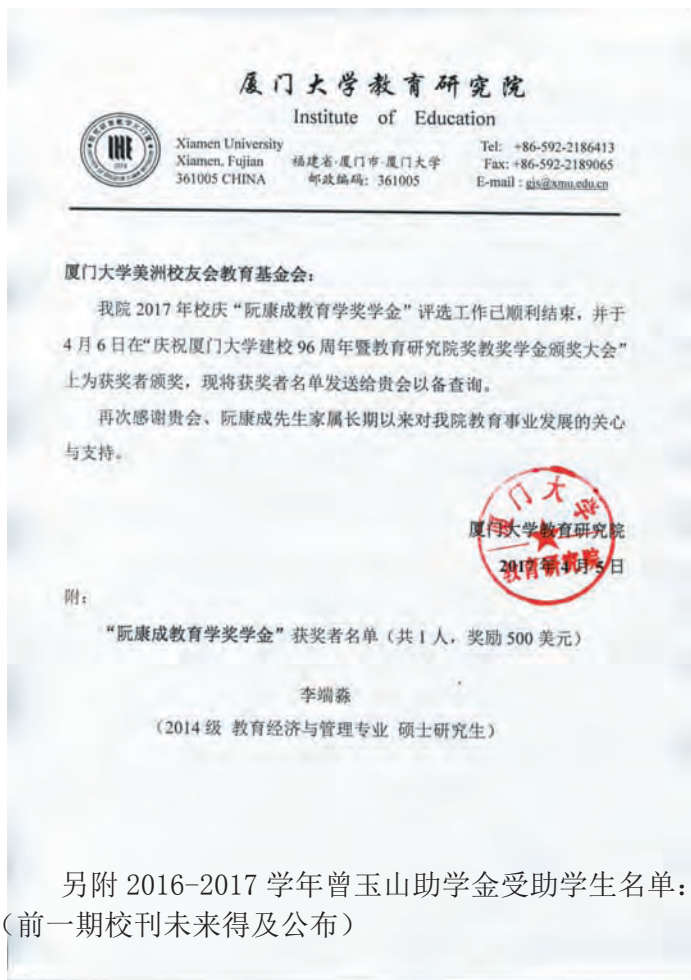 厦门大学教育研究院
Institute of Education
IHE
Xiamen University
Xiamen, Fujian
361005 CHINA
福建省·厦门市·厦门大学
邮政编码: 361005
Tel: +86-592-2186413
Fax: +86-592-2189065
E-mail : gjs@xmu.edu.cn
厦门大学美洲校友会教育基金会:
我院 2017 年校庆“阮康成教育学奖学金”评选工作已顺利结束，并于
4 月 6 日在“庆祝厦门大学建校 96 周年暨教育研究院奖教奖学金颁奖大会”
上为获奖者颁奖，现将获奖者名单发送给贵会以备查询。
再次感谢贵会、阮康成先生家属长期以来对我院教育事业发展的关心
与支持。
厦门大学
教育研究院
厦门大学教育研究院
2017 年 4 月 5 日
附:
“阮康成教育学奖学金”获奖者名单（共 1 人，奖励 500 美元）
李端淼
（2014 级 教育经济与管理专业 硕士研究生）
另附 2016-2017 学年曾玉山助学金受助学生名单:
（前一期校刊未来得及公布）